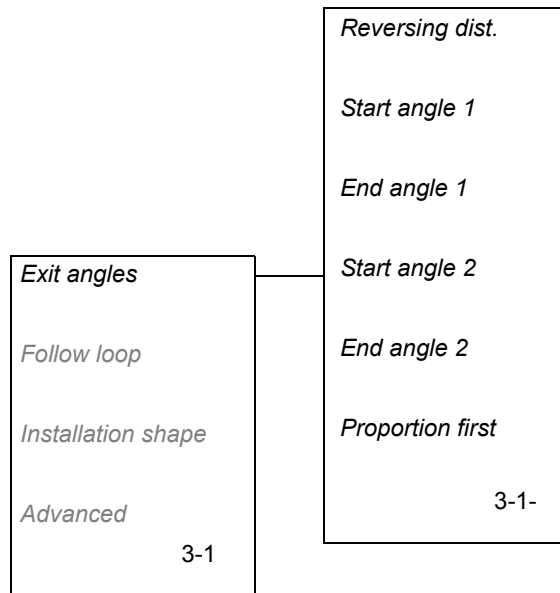 Reversing dist.
Start angle 1
End angle 1
Start angle 2
End angle 2
Proportion first
3-1-
Exit angles
Follow loop
Installation shape
Advanced
3-1